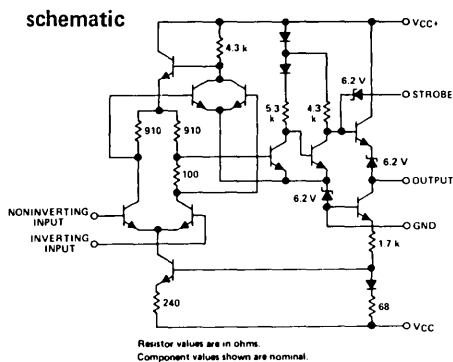 schematic
VCC+
4.3 k
6.2 V
STROBE
910
910
5.3
k
4.3
k
6.2 V
100
OUTPUT
NONINVERTING
INPUT
6.2 V
GND
INVERTING
INPUT
1.7 k
240
68
VCC
Resistor values are in ohms.
Component values shown are nominal.